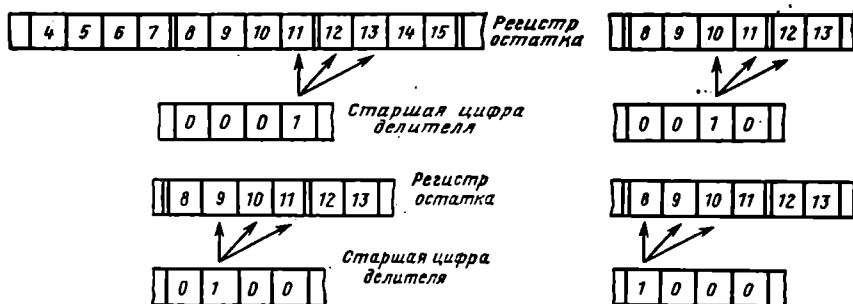 4 5 6 7 8 9 10 11 12 13 14 15 Регистр остатка 8 9 10 11 12 13
0 0 0 1 Старшая цифра делителя 0 0 1 0
8 9 10 11 12 13 Регистр остатка 8 9 10 11 12 13
0 1 0 0 Старшая цифра делителя 1 0 0 0